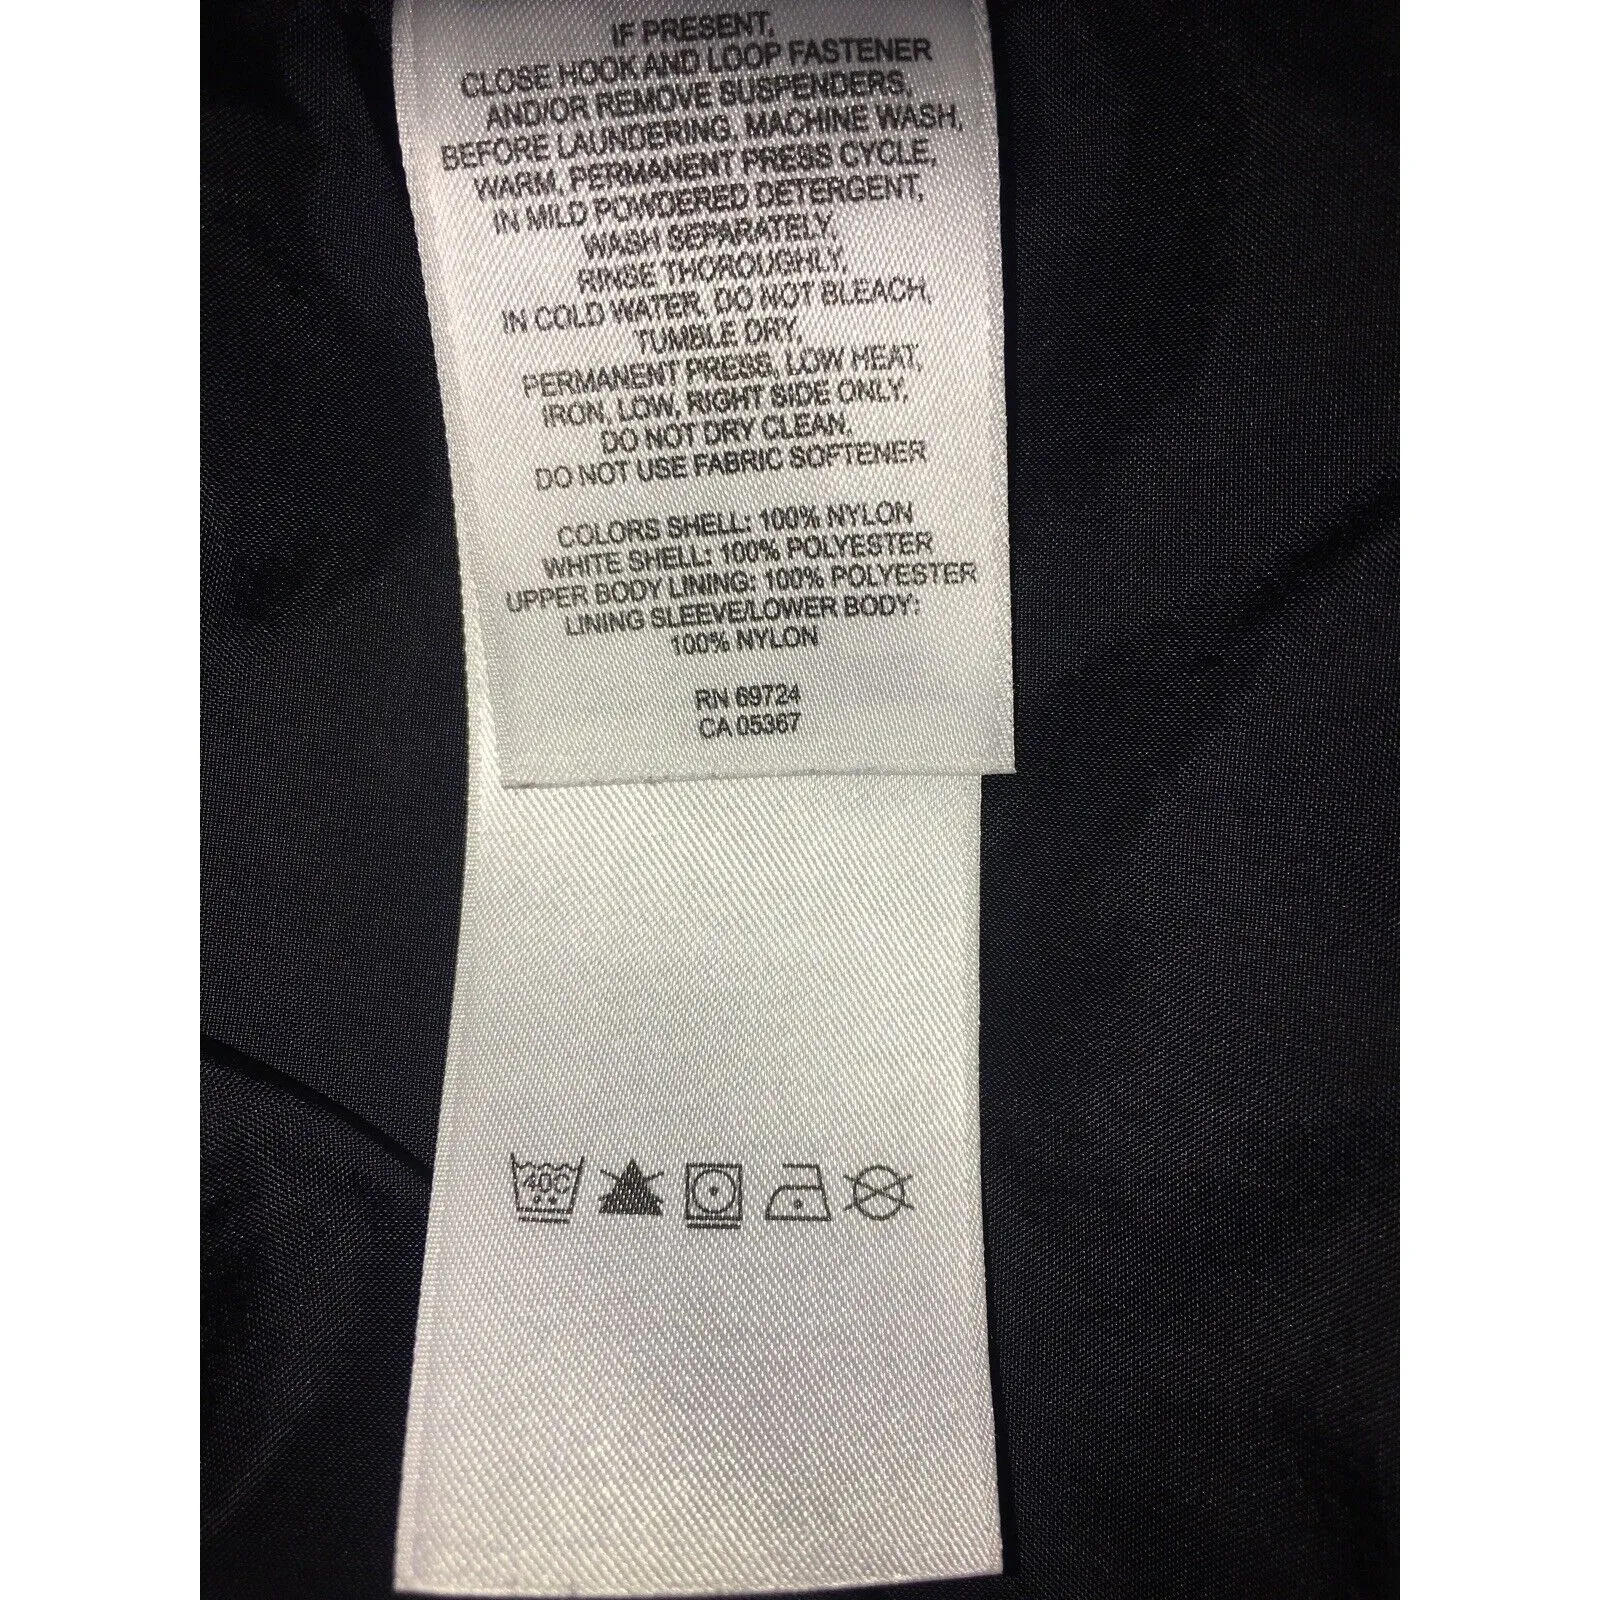 IF PRESENT,
CLOSE HOOK AND LOOP FASTENER
AND/OR REMOVE SUSPENDERS,
BEFORE LAUNDERING, MACHINE WASH,
WARM, PERMANENT PRESS CYCLE,
IN MILD POWDERED DETERGENT,
WASH SEPARATELY,
RINSE THOROUGHLY,
IN COLD WATER, DO NOT BLEACH,
TUMBLE DRY,
PERMANENT PRESS, LOW HEAT,
IRON, LOW, RIGHT SIDE ONLY,
DO NOT DRY CLEAN,
DO NOT USE FABRIC SOFTENER
COLORS SHELL: 100% NYLON
WHITE SHELL: 100% POLYESTER
UPPER BODY LINING: 100% POLYESTER
LINING SLEEVE/LOWER BODY:
100% NYLON
RN 69724
CA 05367
40C